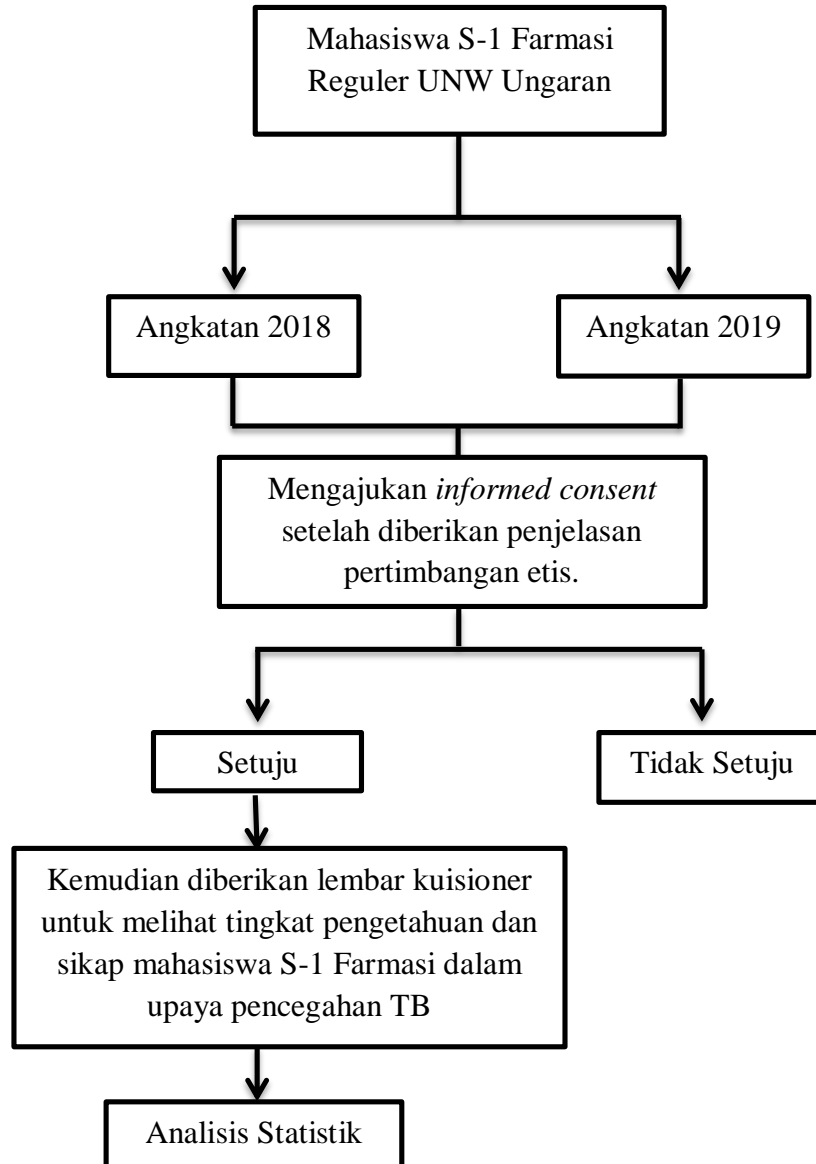 Mahasiswa S-1 Farmasi
Reguler UNW Ungaran
Angkatan 2018
Angkatan 2019
Mengajukan informed consent
setelah diberikan penjelasan
pertimbangan etis.
Setuju
Tidak Setuju
Kemudian diberikan lembar kuisioner
untuk melihat tingkat pengetahuan dan
sikap mahasiswa S-1 Farmasi dalam
upaya pencegahan TB
Analisis Statistik